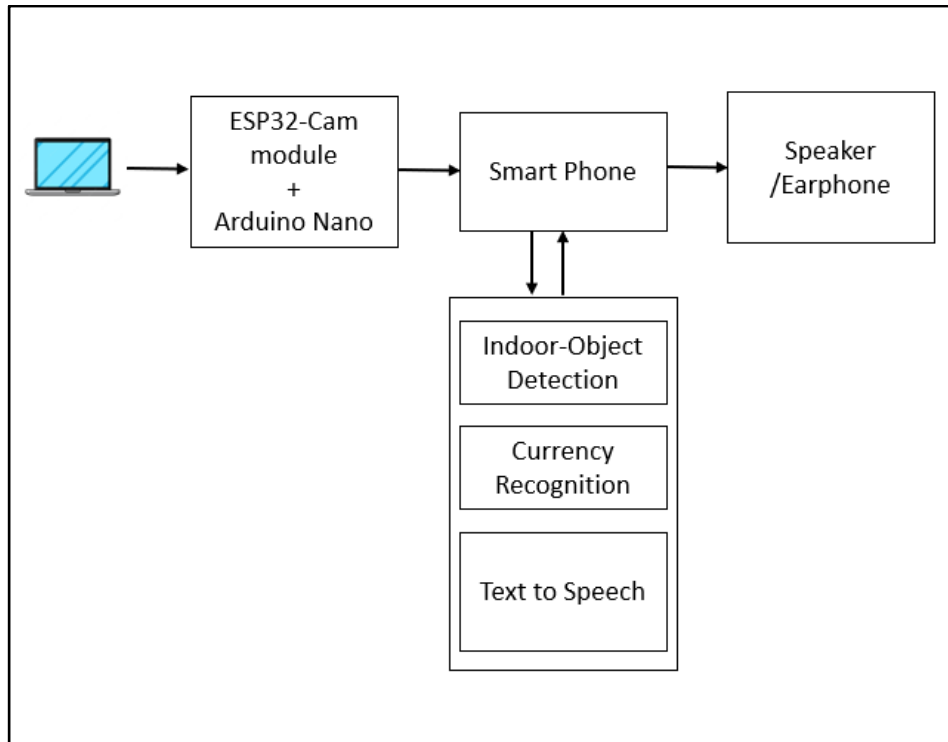 ESP32-Cam
module
+
Arduino Nano
Smart Phone
Speaker
/Earphone
Indoor-Object
Detection
Currency
Recognition
Text to Speech